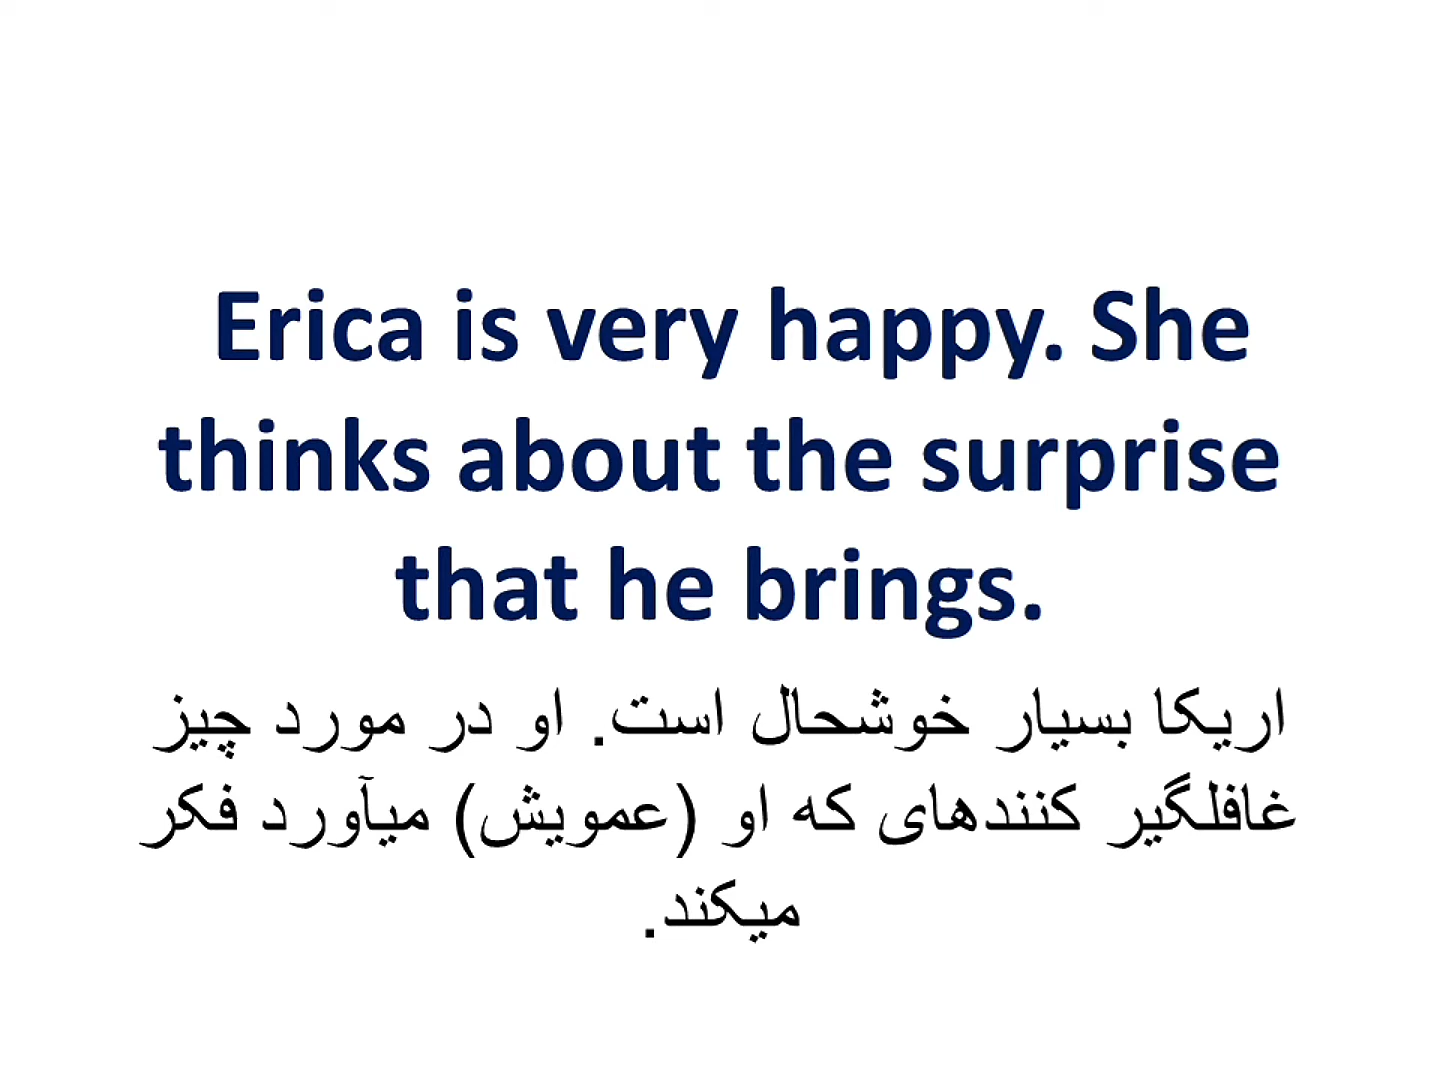 Erica is very happy. She
thinks about the surprise
that he brings.
اریکا بسیار خوشحال است. او در مورد چیز
غافلگیر کنندهای که او (عمویش) میآورد فکر
میکند.